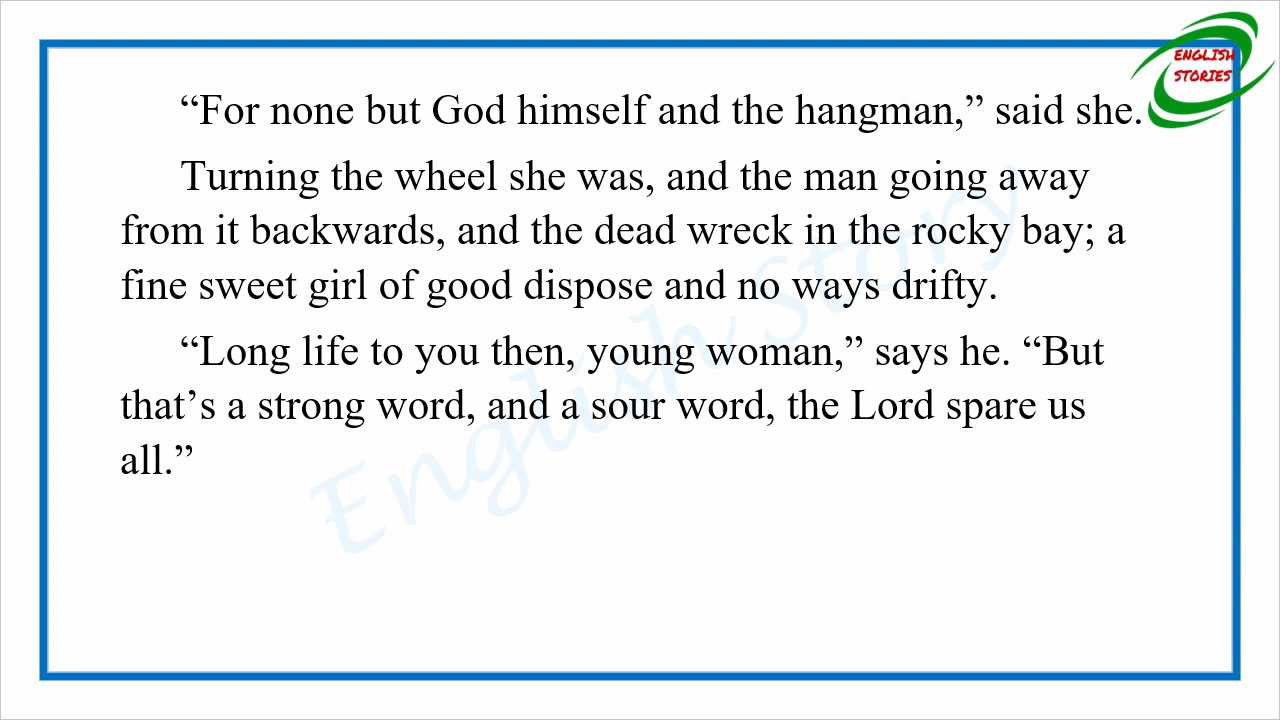 ENGLISH
STORIES
“For none but God himself and the hangman,” said she.
Turning the wheel she was, and the man going away
from it backwards, and the dead wreck in the rocky bay; a
fine sweet girl of good dispose and no ways drifty.
“Long life to you then, young woman,” says he. “But
that’s a strong word, and a sour word, the Lord spare us
all.”
English Story